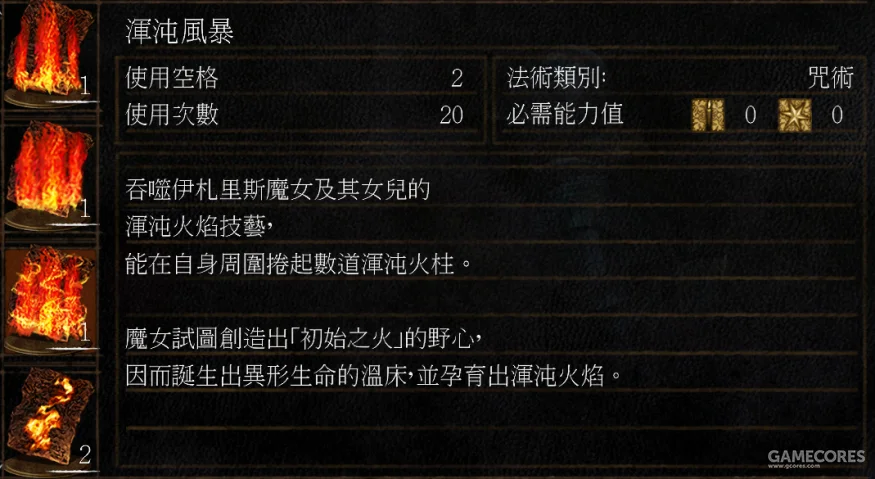 渾沌風暴
使用空格 2
使用次數 20
法術類別: 咒術
必需能力值 0 0
吞噬伊札里斯魔女及其女兒的
渾沌火焰技藝,
能在自身周圍捲起數道渾沌火柱。
魔女試圖創造出「初始之火」的野心,
因而誕生出異形生命的溫床,並孕育出渾沌火焰。
1
1
1
2
GAMECORES
www.gcores.com